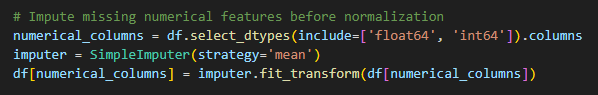 # Impute missing numerical features before normalization
numerical_columns = df.select_dtypes(include=['float64', 'int64']).columns
imputer = SimpleImputer(strategy='mean')
df[numerical_columns] = imputer.fit_transform(df[numerical_columns])